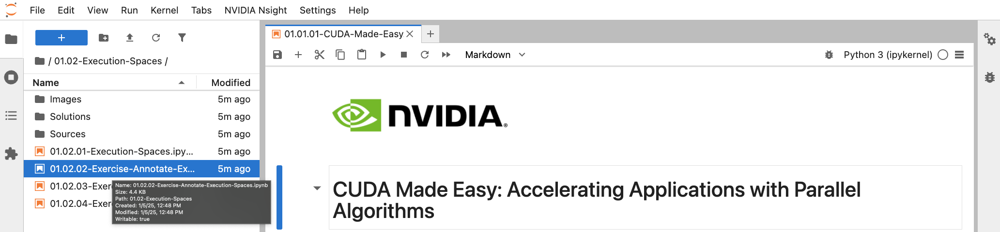 File Edit View Run Kernel Tabs NVIDIA Nsight Settings Help
/ 01.02-Execution-Spaces /
Name Modified
Images 5m ago
Solutions 5m ago
Sources 5m ago
01.02.01-Execution-Spaces.ipy... 5m ago
01.02.02-Exercise-Annotate-Ex... 5m ago
01.02.03-Exer
01.02.04-Exer
Name: 01.02.02-Exercise-Annotate-Execution-Spaces.ipynb
Size: 4.4 KB
Path: 01.02-Execution-Spaces
Created: 1/5/25, 12:48 PM
Modified: 1/5/25, 12:48 PM
Writable: true
01.01.01-CUDA-Made-Easy
Markdown Python 3 (ipykernel)
NVIDIA®
CUDA Made Easy: Accelerating Applications with Parallel
Algorithms